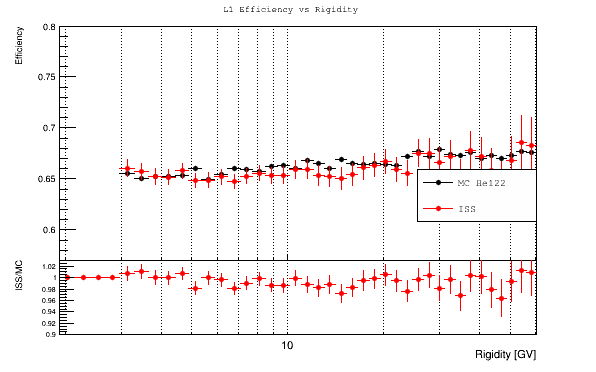 L1 Efficiency vs Rigidity
Efficiency
0.8
0.75
0.7
0.65
0.6
MC He122
ISS
ISS/MC
1.02
1
0.98
0.96
0.94
0.92
0.9
10
Rigidity [GV]